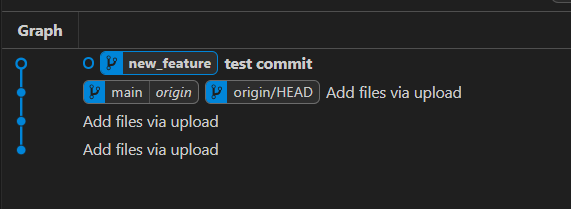 Graph
new_feature test commit
main origin origin/HEAD Add files via upload
Add files via upload
Add files via upload